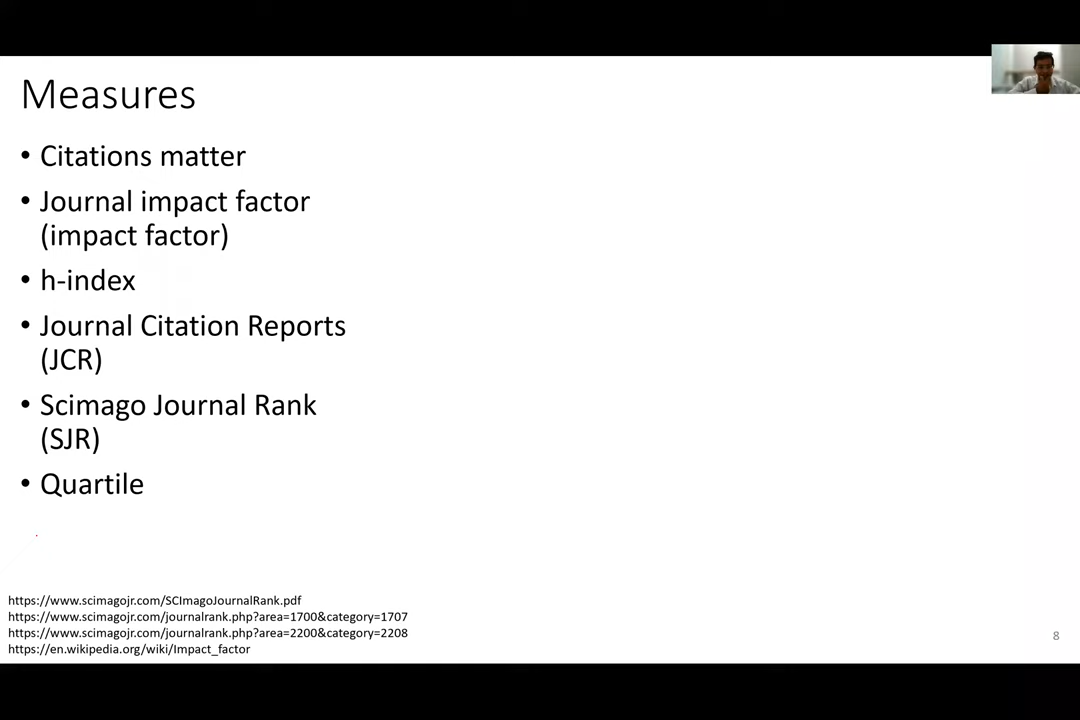 Measures
• Citations matter
• Journal impact factor
(impact factor)
• h-index
• Journal Citation Reports
(JCR)
• Scimago Journal Rank
(SJR)
• Quartile
https://www.scimagojr.com/SCImagoJournalRank.pdf
https://www.scimagojr.com/journalrank.php?area=1700&category=1707
https://www.scimagojr.com/journalrank.php?area=2200&category=2208
https://en.wikipedia.org/wiki/Impact_factor
8